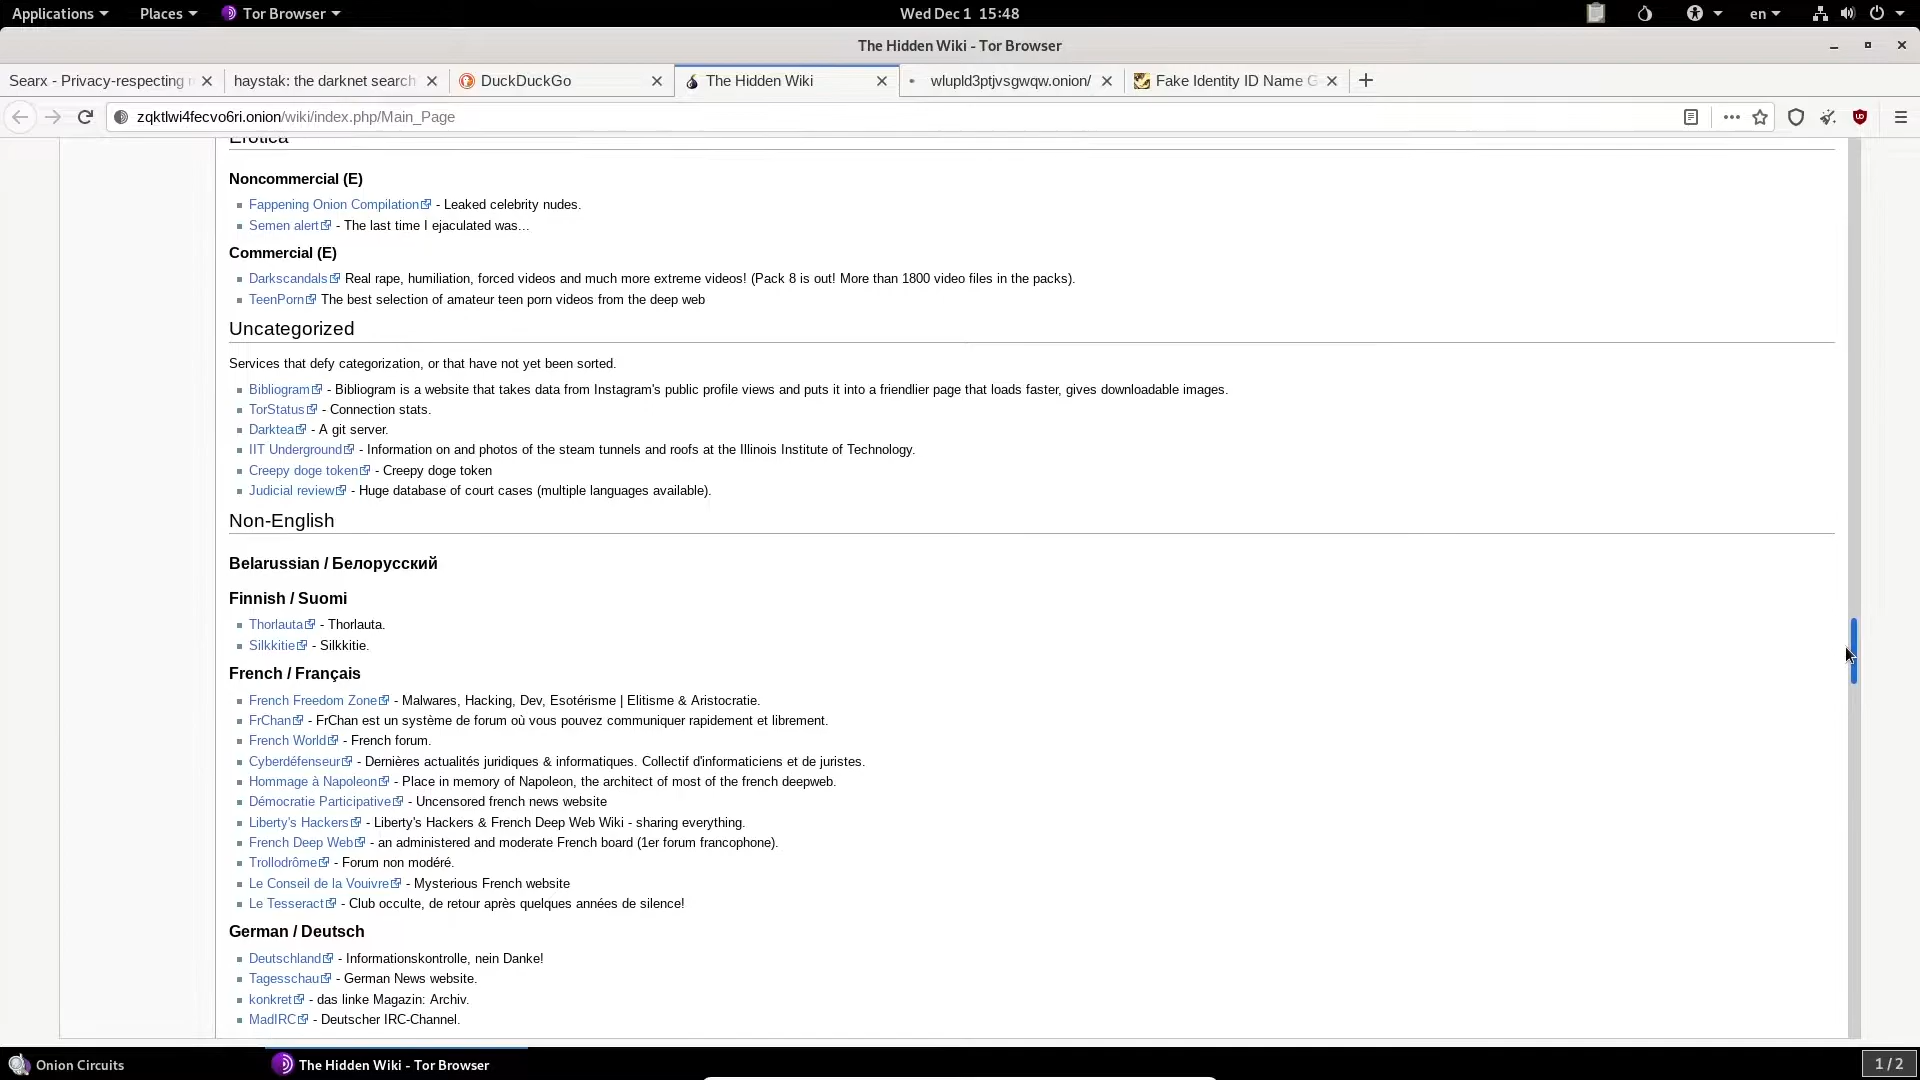 Applications Places Tor Browser Wed Dec 1 15:48 en
The Hidden Wiki - Tor Browser
Searx - Privacy-respecting haystak: the darknet search DuckDuckGo The Hidden Wiki wlupld3ptjvsgwqw.onion/ Fake Identity ID Name G
zqktlwi4fecvo6ri.onion/wiki/index.php/Main_Page
Erotica
Noncommercial (E)
Fappening Onion Compilation - Leaked celebrity nudes.
Semen alert - The last time I ejaculated was...
Commercial (E)
Darkscandals Real rape, humiliation, forced videos and much more extreme videos! (Pack 8 is out! More than 1800 video files in the packs).
TeenPorn The best selection of amateur teen porn videos from the deep web
Uncategorized
Services that defy categorization, or that have not yet been sorted.
Bibliogram - Bibliogram is a website that takes data from Instagram's public profile views and puts it into a friendlier page that loads faster, gives downloadable images.
TorStatus - Connection stats.
Darktea - A git server.
IIT Underground - Information on and photos of the steam tunnels and roofs at the Illinois Institute of Technology.
Creepy doge token - Creepy doge token
Judicial review - Huge database of court cases (multiple languages available).
Non-English
Belarussian / Белорусский
Finnish / Suomi
Thorlauta - Thorlauta.
Silkkitie - Silkkitie.
French / Français
French Freedom Zone - Malwares, Hacking, Dev, Esotérisme | Elitisme & Aristocratie.
FrChan - FrChan est un système de forum où vous pouvez communiquer rapidement et librement.
French World - French forum.
Cyberdéfenseur - Dernières actualités juridiques & informatiques. Collectif d'informaticiens et de juristes.
Hommage à Napoleon - Place in memory of Napoleon, the architect of most of the french deepweb.
Démocratie Participative - Uncensored french news website
Liberty's Hackers - Liberty's Hackers & French Deep Web Wiki - sharing everything.
French Deep Web - an administered and moderate French board (1er forum francophone).
Trollodrôme - Forum non modéré.
Le Conseil de la Vouivre - Mysterious French website
Le Tesseract - Club occulte, de retour après quelques années de silence!
German / Deutsch
Deutschland - Informationskontrolle, nein Danke!
Tagesschau - German News website.
konkret - das linke Magazin: Archiv.
MadIRC - Deutscher IRC-Channel.
Onion Circuits The Hidden Wiki - Tor Browser 1 / 2